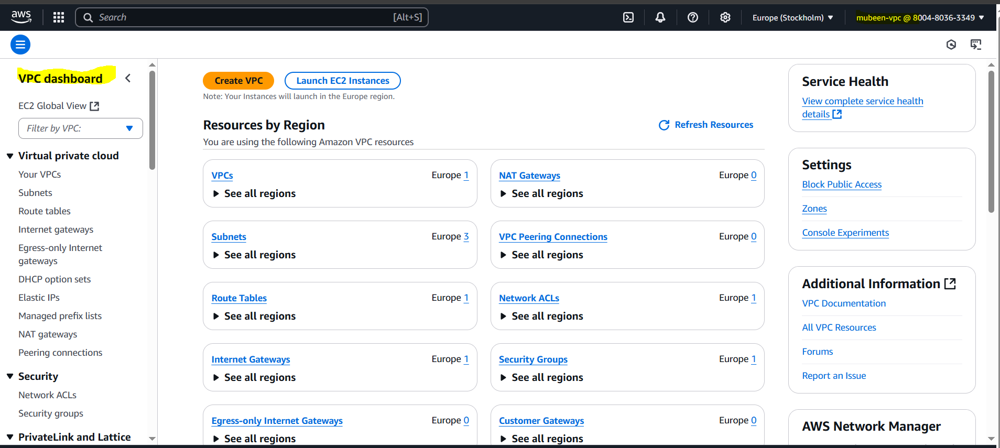 aws
Search [Alt+S]
Europe (Stockholm)
mubeen-vpc @ 8004-8036-3349
VPC dashboard
EC2 Global View
Filter by VPC:
Virtual private cloud
Your VPCs
Subnets
Route tables
Internet gateways
Egress-only Internet
gateways
DHCP option sets
Elastic IPs
Managed prefix lists
NAT gateways
Peering connections
Security
Network ACLs
Security groups
PrivateLink and Lattice
Create VPC
Launch EC2 Instances
Note: Your Instances will launch in the Europe region.
Resources by Region
Refresh Resources
You are using the following Amazon VPC resources
VPCs Europe 1
See all regions
NAT Gateways Europe 0
See all regions
Subnets Europe 3
See all regions
VPC Peering Connections Europe 0
See all regions
Route Tables Europe 1
See all regions
Network ACLs Europe 1
See all regions
Internet Gateways Europe 1
See all regions
Security Groups Europe 1
See all regions
Egress-only Internet Gateways Europe 0
See all regions
Customer Gateways Europe 0
See all regions
Service Health
View complete service health
details
Settings
Block Public Access
Zones
Console Experiments
Additional Information
VPC Documentation
All VPC Resources
Forums
Report an Issue
AWS Network Manager